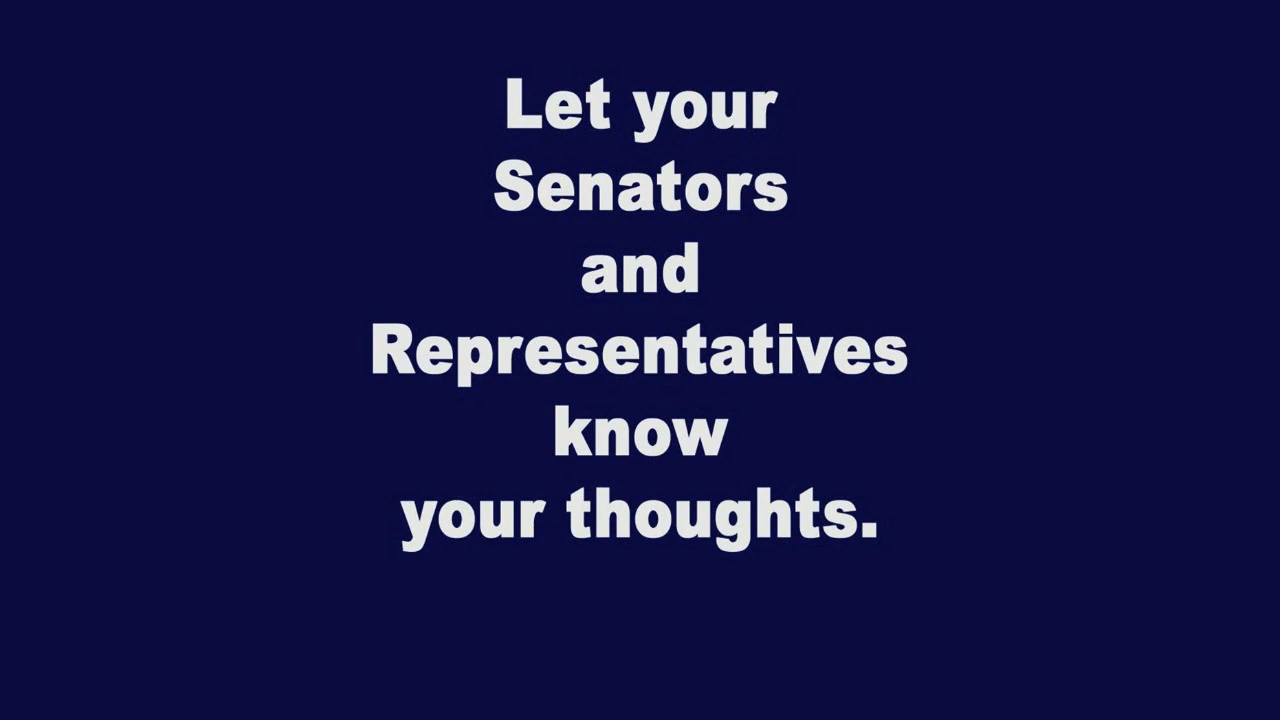 Let your
Senators
and
Representatives
know
your thoughts.